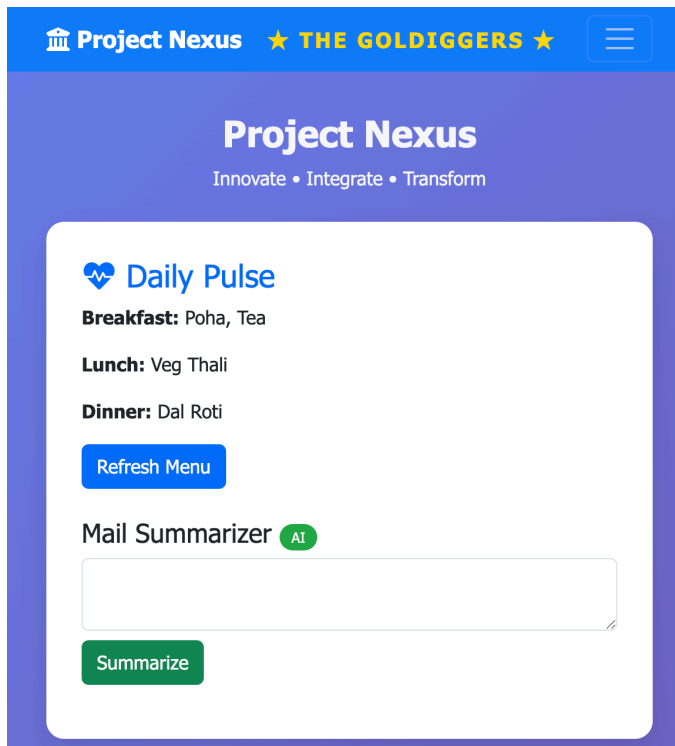 Project Nexus ★ THE GOLDIGGERS ★
Project Nexus
Innovate • Integrate • Transform
Daily Pulse
Breakfast: Poha, Tea
Lunch: Veg Thali
Dinner: Dal Roti
Refresh Menu
Mail Summarizer AI
Summarize